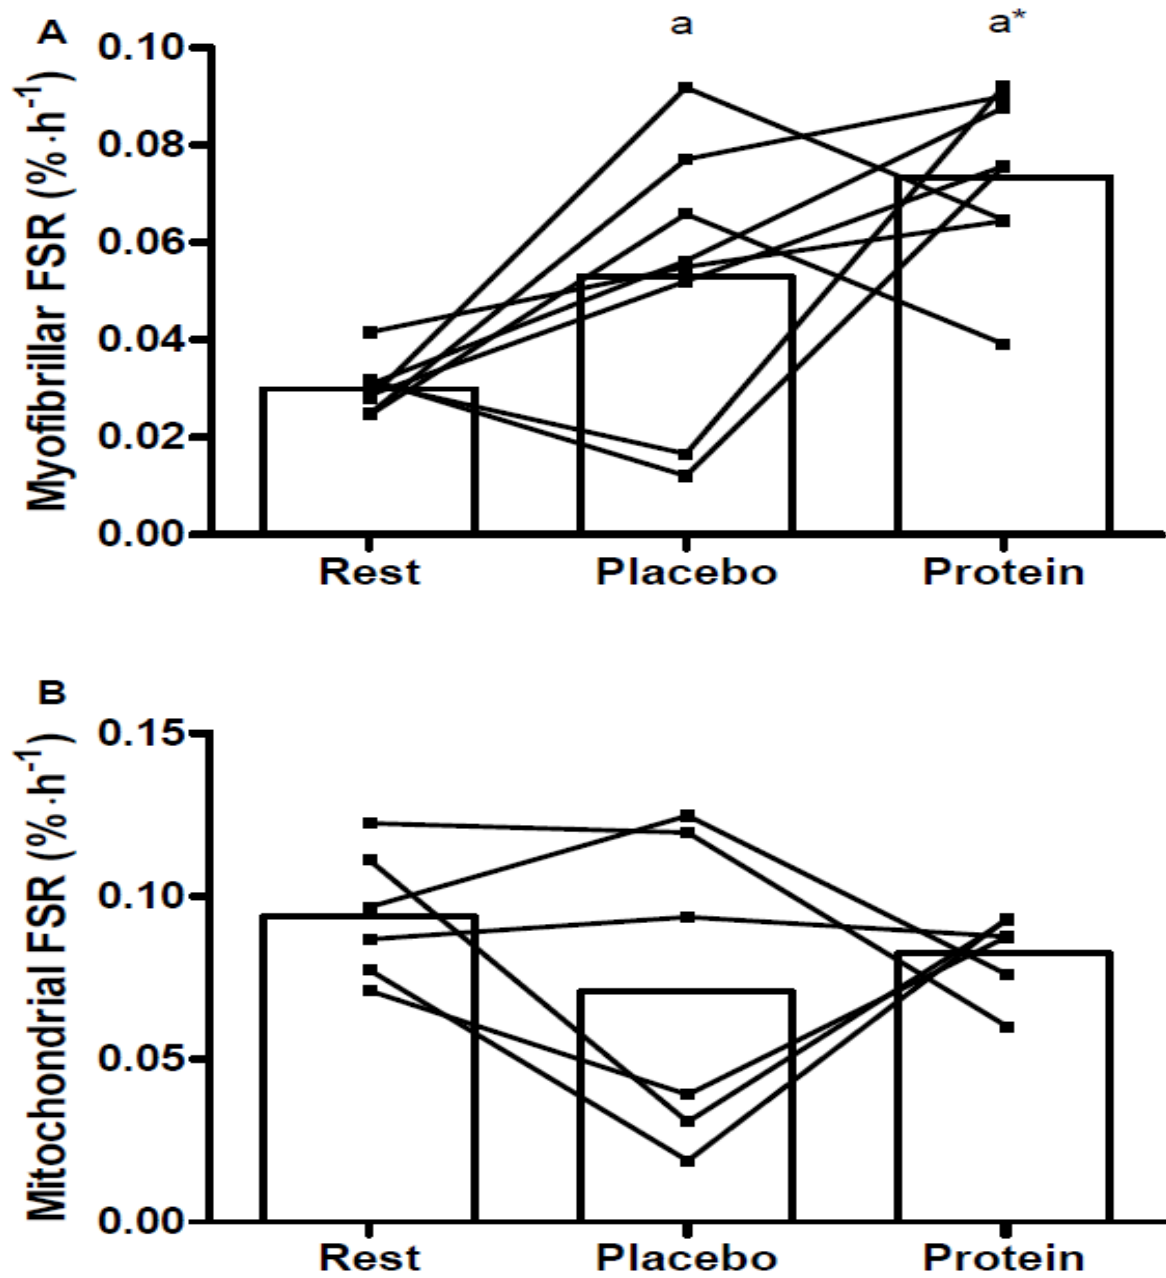 A
a a*
Myofibrillar FSR (%·h-1)
0.10
0.08
0.06
0.04
0.02
0.00
Rest Placebo Protein
B
Mitochondrial FSR (%·h-1)
0.15
0.10
0.05
0.00
Rest Placebo Protein